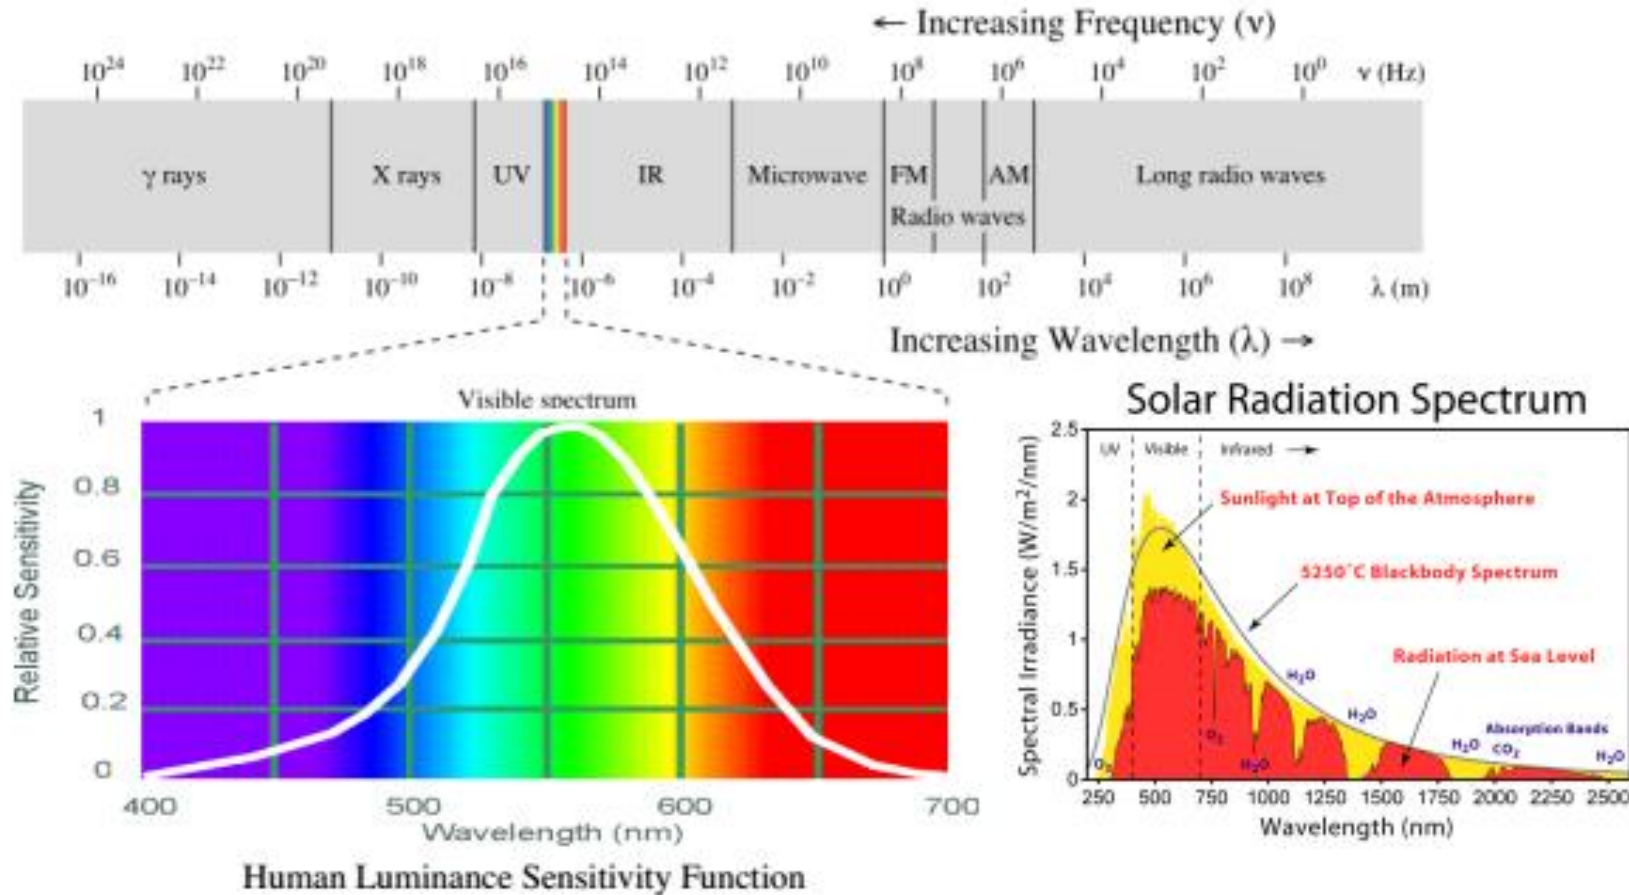 ← Increasing Frequency (ν)
10²⁴ 10²² 10²⁰ 10¹⁸ 10¹⁶ 10¹⁴ 10¹² 10¹⁰ 10⁸ 10⁶ 10⁴ 10² 10⁰ ν (Hz)
γ rays X rays UV IR Microwave FM AM Long radio waves
Radio waves
10⁻¹⁶ 10⁻¹⁴ 10⁻¹² 10⁻¹⁰ 10⁻⁸ 10⁻⁶ 10⁻⁴ 10⁻² 10⁰ 10² 10⁴ 10⁶ 10⁸ λ (m)
Increasing Wavelength (λ) →
Visible spectrum
Relative Sensitivity
1
0.8
0.6
0.4
0.2
0
400 500 600 700
Wavelength (nm)
Human Luminance Sensitivity Function
Solar Radiation Spectrum
Spectral Irradiance (W/m²/nm)
2.5
2
1.5
1
0.5
0
UV Visible Infrared →
Sunlight at Top of the Atmosphere
5250°C Blackbody Spectrum
Radiation at Sea Level
H₂O
H₂O
Absorption Bands
H₂O CO₂ H₂O
O₂
O₃ H₂O
250 500 750 1000 1250 1500 1750 2000 2250 2500
Wavelength (nm)